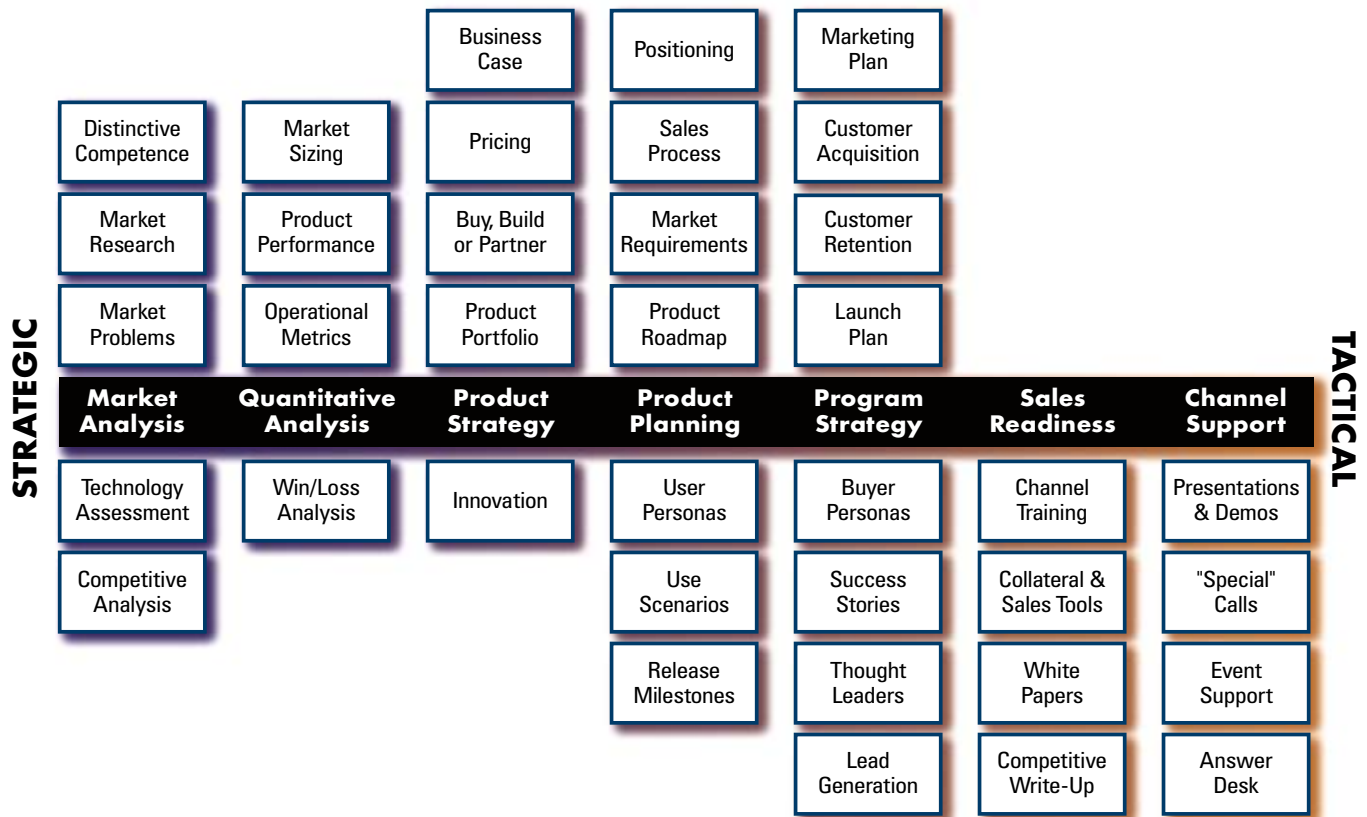 Business
Case
Positioning
Marketing
Plan
Distinctive
Competence
Market
Sizing
Pricing
Sales
Process
Customer
Acquisition
Market
Research
Product
Performance
Buy, Build
or Partner
Market
Requirements
Customer
Retention
Market
Problems
Operational
Metrics
Product
Portfolio
Product
Roadmap
Launch
Plan
STRATEGIC
Market
Analysis
Quantitative
Analysis
Product
Strategy
Product
Planning
Program
Strategy
Sales
Readiness
Channel
Support
TACTICAL
Technology
Assessment
Win/Loss
Analysis
Innovation
User
Personas
Buyer
Personas
Channel
Training
Presentations
& Demos
Competitive
Analysis
Use
Scenarios
Success
Stories
Collateral &
Sales Tools
"Special"
Calls
Release
Milestones
Thought
Leaders
White
Papers
Event
Support
Lead
Generation
Competitive
Write-Up
Answer
Desk